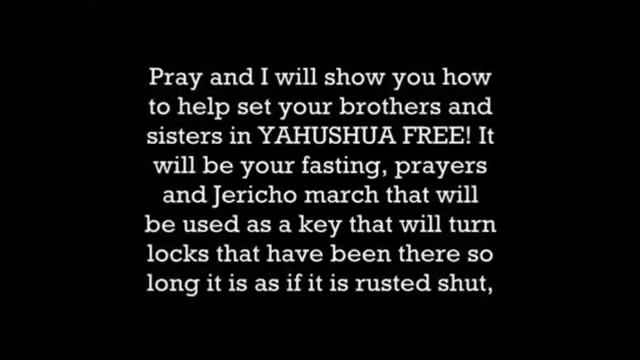 Pray and I will show you how
to help set your brothers and
sisters in YAHUSHUA FREE! It
will be your fasting, prayers
and Jericho march that will
be used as a key that will turn
locks that have been there so
long it is as if it is rusted shut,